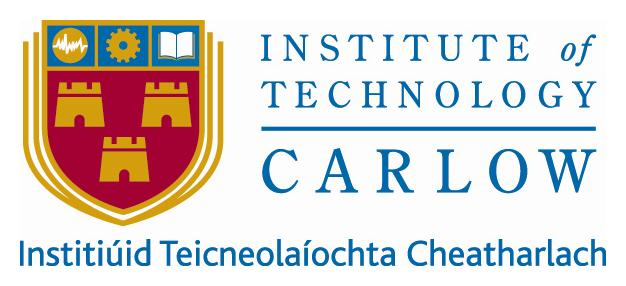 INSTITUTE of
TECHNOLOGY
CARLOW
Institiúid Teicneolaíochta Cheatharlach